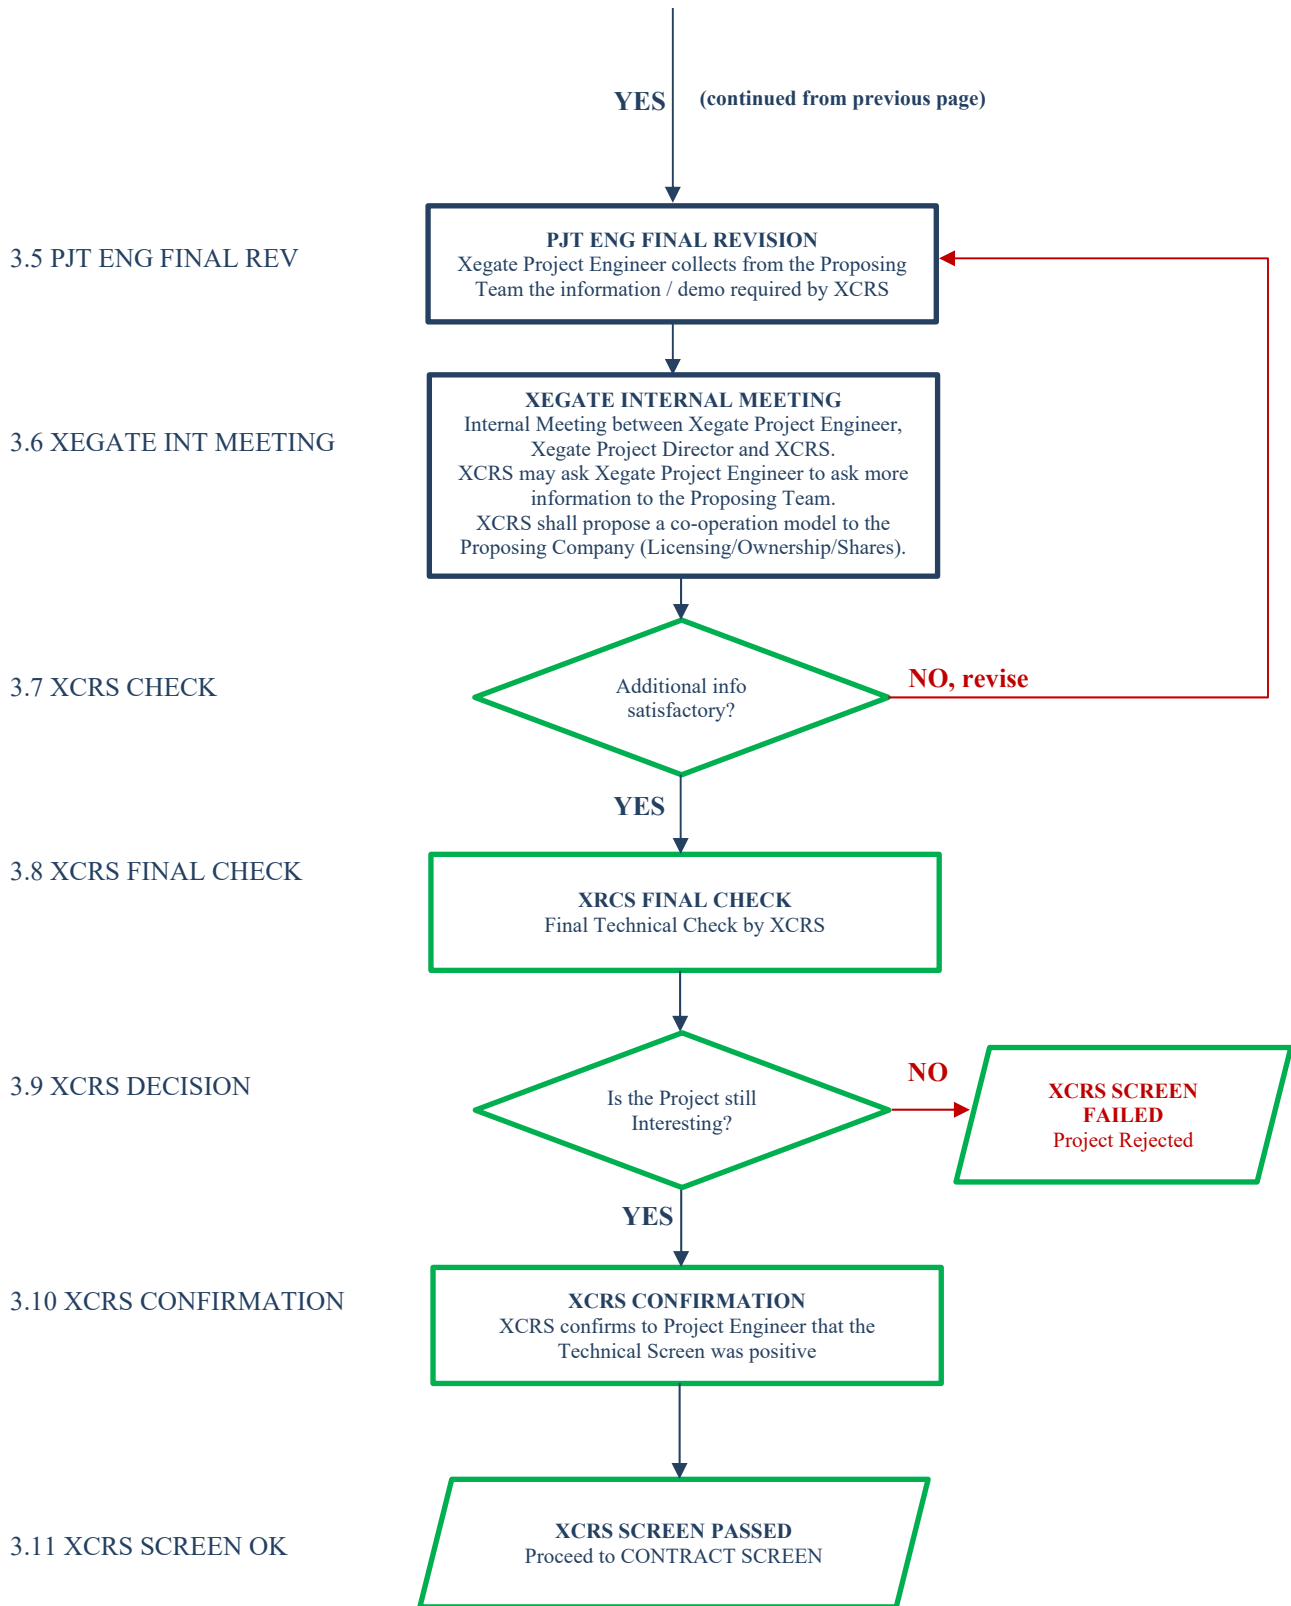 YES
(continued from previous page)
3.5 PJT ENG FINAL REV
PJT ENG FINAL REVISION
Xegate Project Engineer collects from the Proposing
Team the information / demo required by XCRS
3.6 XEGATE INT MEETING
XEGATE INTERNAL MEETING
Internal Meeting between Xegate Project Engineer,
Xegate Project Director and XCRS.
XCRS may ask Xegate Project Engineer to ask more
information to the Proposing Team.
XCRS shall propose a co-operation model to the
Proposing Company (Licensing/Ownership/Shares).
3.7 XCRS CHECK
Additional info
satisfactory?
NO, revise
YES
3.8 XCRS FINAL CHECK
XRCS FINAL CHECK
Final Technical Check by XCRS
3.9 XCRS DECISION
Is the Project still
Interesting?
NO
XCRS SCREEN
FAILED
Project Rejected
YES
3.10 XCRS CONFIRMATION
XCRS CONFIRMATION
XCRS confirms to Project Engineer that the
Technical Screen was positive
3.11 XCRS SCREEN OK
XCRS SCREEN PASSED
Proceed to CONTRACT SCREEN